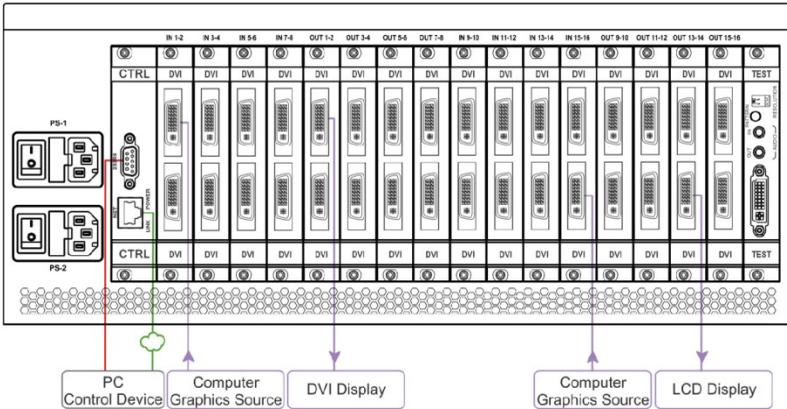 IN 1-2 IN 3-4 IN 5-6 IN 7-8 OUT 1-2 OUT 3-4 OUT 5-6 OUT 7-8 IN 9-10 IN 11-12 IN 13-14 IN 15-16 OUT 9-10 OUT 11-12 OUT 13-14 OUT 15-16
CTRL DVI DVI DVI DVI DVI DVI DVI DVI DVI DVI DVI DVI DVI DVI DVI DVI TEST
PS-1
PS-2
NET
POWER
LINK
RESOLUTION
PATTERN
IN
OUT
CTRL DVI DVI DVI DVI DVI DVI DVI DVI DVI DVI DVI DVI DVI DVI DVI DVI TEST
PC
Control Device
Computer
Graphics Source
DVI Display
Computer
Graphics Source
LCD Display